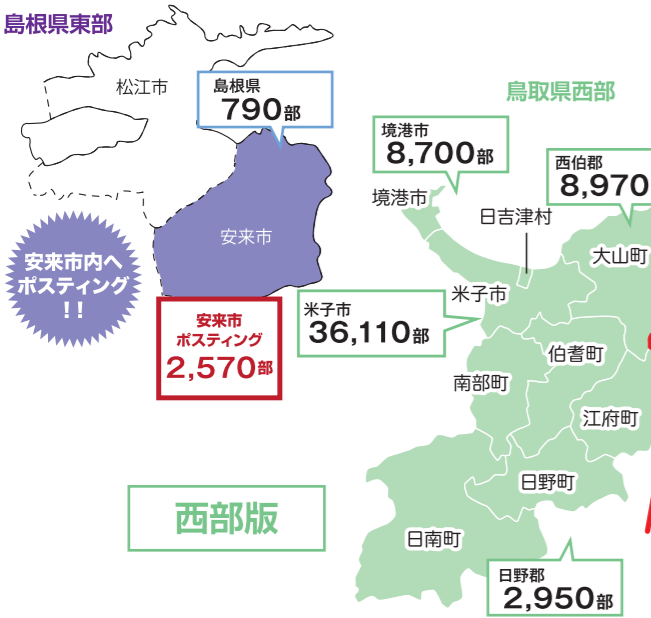 島根県東部
松江市
島根県
790部
鳥取県西部
境港市
8,700部
西伯郡
8,970
境港市
日吉津村
安来市
大山町
安来市内へ
ポスティング
!!
米子市
米子市
36,110部
安来市
ポスティング
2,570部
伯耆町
南部町
江府町
日野町
西部版
日南町
日野郡
2,950部